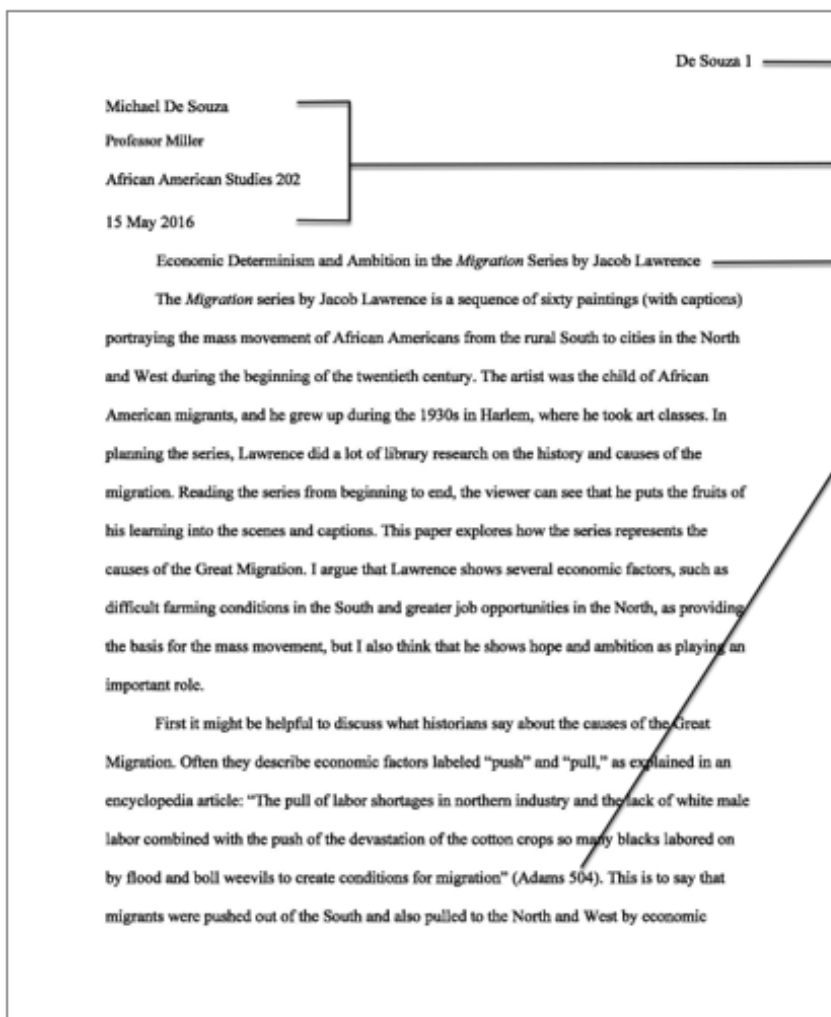 De Souza 1
Michael De Souza
Professor Miller
African American Studies 202
15 May 2016
Economic Determinism and Ambition in the Migration Series by Jacob Lawrence
The Migration series by Jacob Lawrence is a sequence of sixty paintings (with captions)
portraying the mass movement of African Americans from the rural South to cities in the North
and West during the beginning of the twentieth century. The artist was the child of African
American migrants, and he grew up during the 1930s in Harlem, where he took art classes. In
planning the series, Lawrence did a lot of library research on the history and causes of the
migration. Reading the series from beginning to end, the viewer can see that he puts the fruits of
his learning into the scenes and captions. This paper explores how the series represents the
causes of the Great Migration. I argue that Lawrence shows several economic factors, such as
difficult farming conditions in the South and greater job opportunities in the North, as providing
the basis for the mass movement, but I also think that he shows hope and ambition as playing an
important role.
First it might be helpful to discuss what historians say about the causes of the Great
Migration. Often they describe economic factors labeled “push” and “pull,” as explained in an
encyclopedia article: “The pull of labor shortages in northern industry and the lack of white male
labor combined with the push of the devastation of the cotton crops so many blacks labored on
by flood and boll weevils to create conditions for migration” (Adams 504). This is to say that
migrants were pushed out of the South and also pulled to the North and West by economic